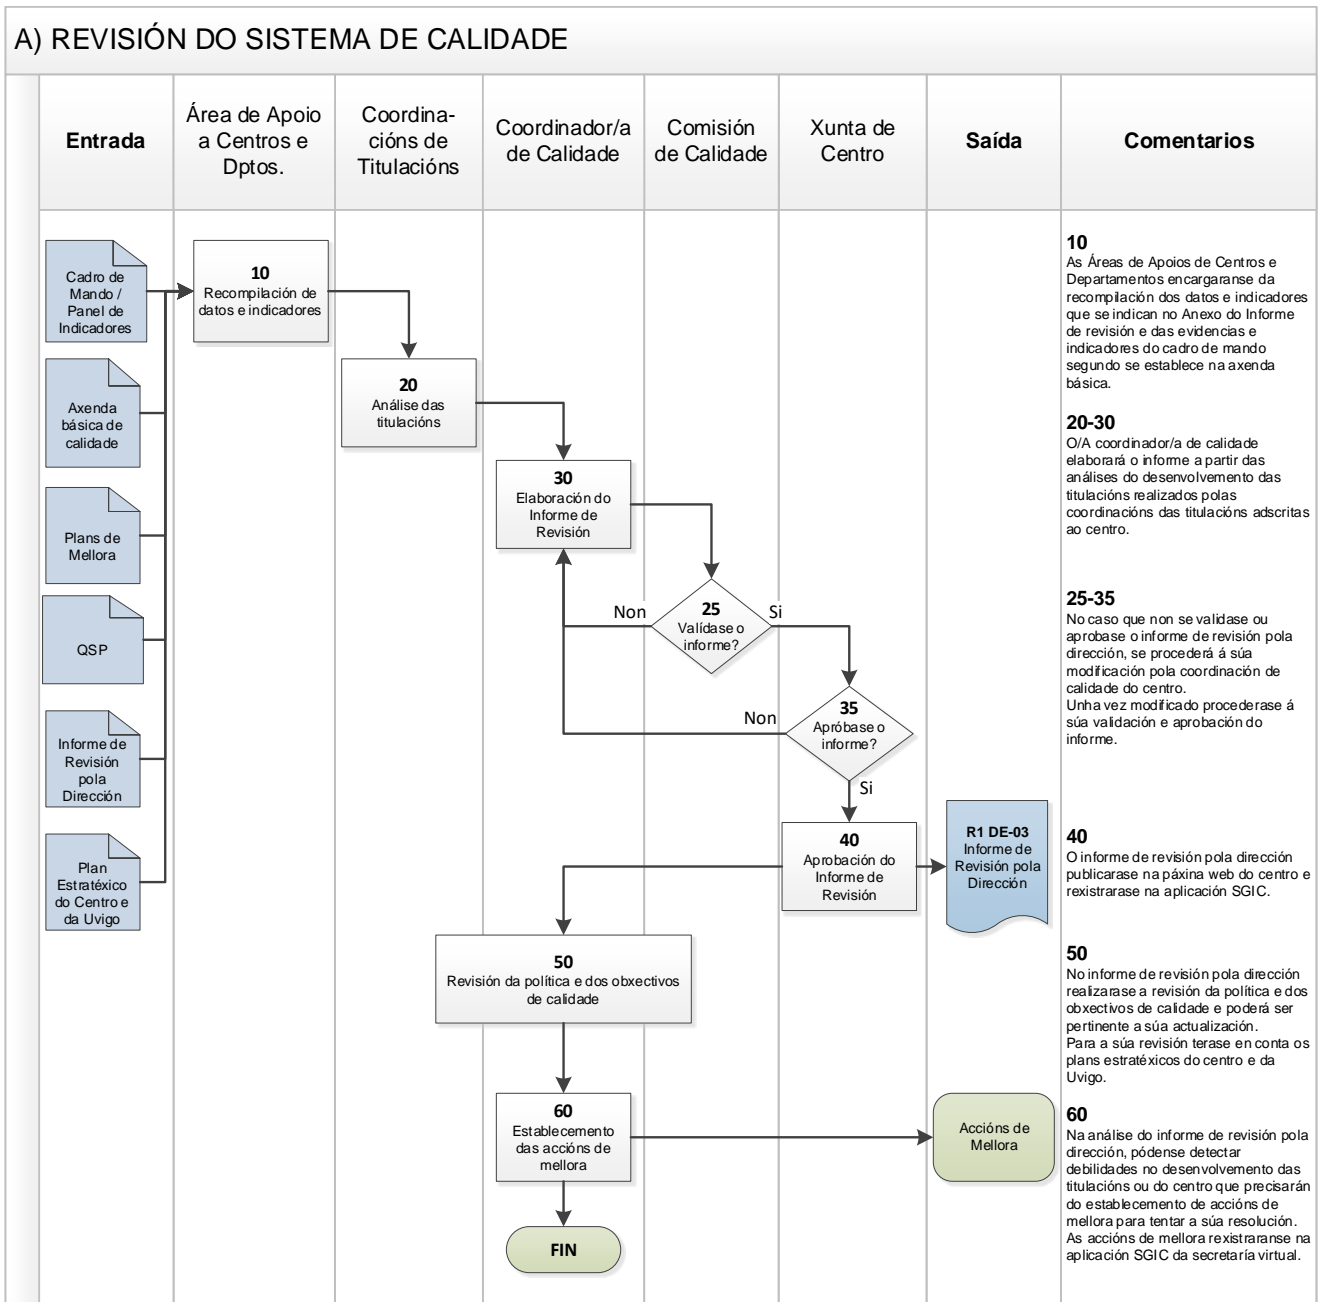 A) REVISIÓN DO SISTEMA DE CALIDADE
Entrada
Área de Apoio
a Centros e
Dptos.
Coordina-
cións de
Titulacións
Coordinador/a
de Calidade
Comisión
de Calidade
Xunta de
Centro
Saída
Comentarios
Cadro de
Mando /
Panel de
Indicadores
Axenda
básica de
calidade
Plans de
Mellora
QSP
Informe de
Revisión
pola
Dirección
Plan
Estratéxico
do Centro e
da Uvigo
10
Recompilación de
datos e indicadores
20
Análise das
titulacións
30
Elaboración do
Informe de
Revisión
25
Valídase o
informe?
Non
Si
35
Apróbase o
informe?
Non
Si
40
Aprobación do
Informe de
Revisión
R1 DE-03
Informe de
Revisión pola
Dirección
50
Revisión da política e dos obxectivos
de calidade
60
Establecemento
das accións de
mellora
Accións de
Mellora
FIN
10
As Áreas de Apoios de Centros e
Departamentos encargaranse da
recompilación dos datos e indicadores
que se indican no Anexo do Informe
de revisión e das evidencias e
indicadores do cadro de mando
segundo se establece na axenda
básica.
20-30
O/A coordinador/a de calidade
elaborará o informe a partir das
análises do desenvolvemento das
titulacións realizados polas
coordinacións das titulacións adscritas
ao centro.
25-35
No caso que non se validase ou
aprobase o informe de revisión pola
dirección, se procederá á súa
modificación pola coordinación de
calidade do centro.
Unha vez modificado procederase á
súa validación e aprobación do
informe.
40
O informe de revisión pola dirección
publicarase na páxina web do centro e
rexistrarase na aplicación SGIC.
50
No informe de revisión pola dirección
realizarase a revisión da política e dos
obxectivos de calidade e poderá ser
pertinente a súa actualización.
Para a súa revisión terase en conta os
plans estratéxicos do centro e da
Uvigo.
60
Na análise do informe de revisión pola
dirección, pódense detectar
debilidades no desenvolvemento das
titulacións ou do centro que precisarán
do establecemento de accións de
mellora para tentar a súa resolución.
As accións de mellora rexistraranse na
aplicación SGIC da secretaría virtual.